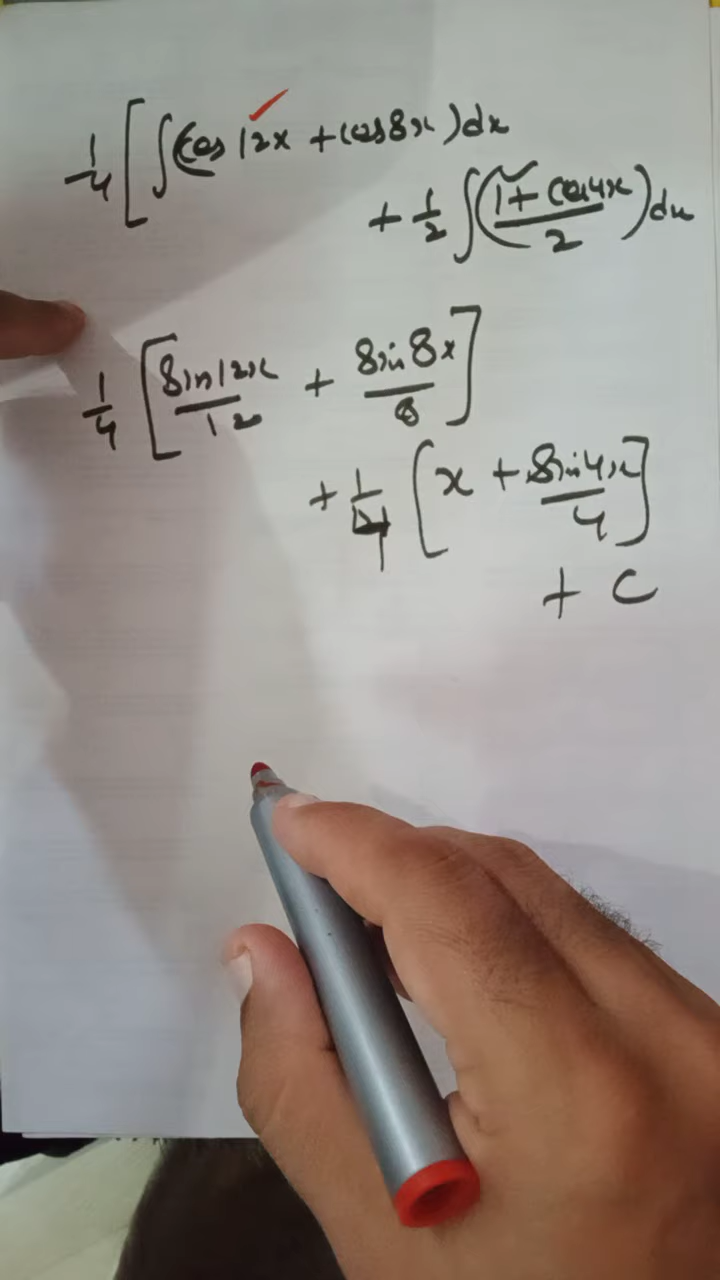 1/4 [ ∫(cos 12x + cos 8x) dx
+ 1/2 ∫((1 + cos 4x)/2) dx
1/4 [ sin 12x/12 + sin 8x/8 ]
+ 1/4 [ x + sin 4x/4 ]
+ C